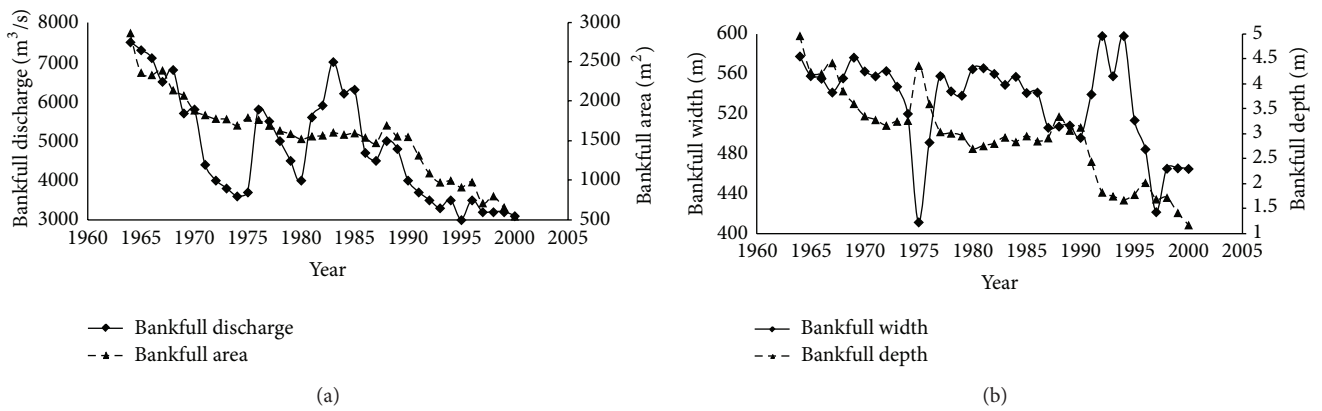 8000
7000
6000
5000
4000
3000
Bankfull discharge (m³/s)
3000
2500
2000
1500
1000
500
Bankfull area (m²)
1960 1965 1970 1975 1980 1985 1990 1995 2000 2005
Year
Bankfull discharge
Bankfull area
(a)
600
560
520
480
440
400
Bankfull width (m)
5
4.5
4
3.5
3
2.5
2
1.5
1
Bankfull depth (m)
1960 1965 1970 1975 1980 1985 1990 1995 2000 2005
Year
Bankfull width
Bankfull depth
(b)